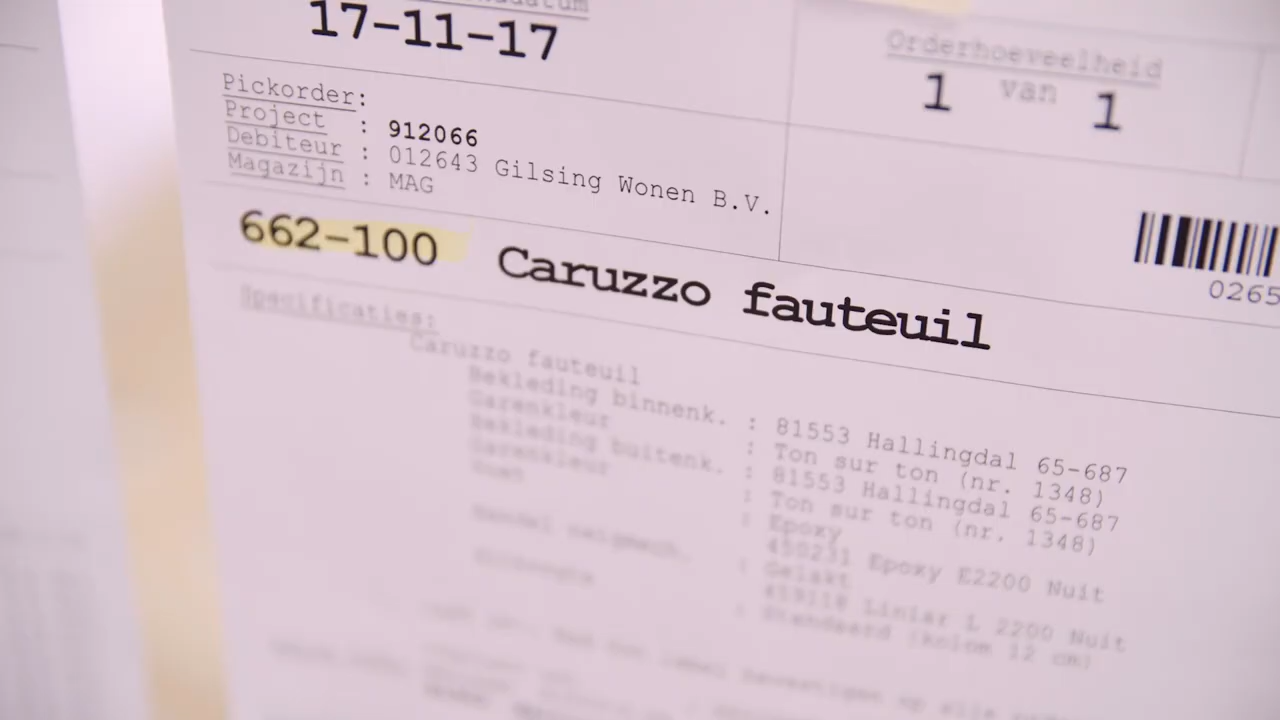 17-11-17
Orderhoeveelheid
1 van 1
Pickorder:
Project : 912066
Debiteur : 012643 Gilsing Wonen B.V.
Magazijn : MAG
0265
662-100 Caruzzo fauteuil
Specificaties:
Caruzzo fauteuil
Bekleding binnenk. : 81553 Hallingdal 65-687
Garenkleur : Ton sur ton (nr. 1348)
Bekleding buitenk. : 81553 Hallingdal 65-687
Garenkleur : Ton sur ton (nr. 1348)
: Epoxy
450231 Epoxy E2200 Nuit
: Gelakt
Liniar L 2200 Nuit
: Standaard (kolom 12 cm)